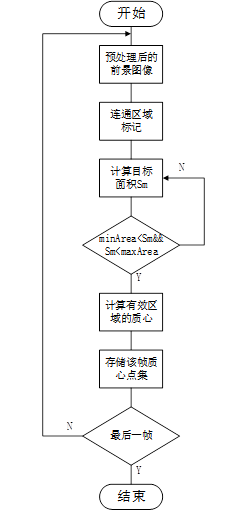 开始
预处理后的
前景图像
连通区域
标记
计算目标
面积Sm
N
minArea<Sm&&
Sm<maxArea
Y
计算有效区
域的质心
存储该帧质
心点集
N
最后一帧
Y
结束